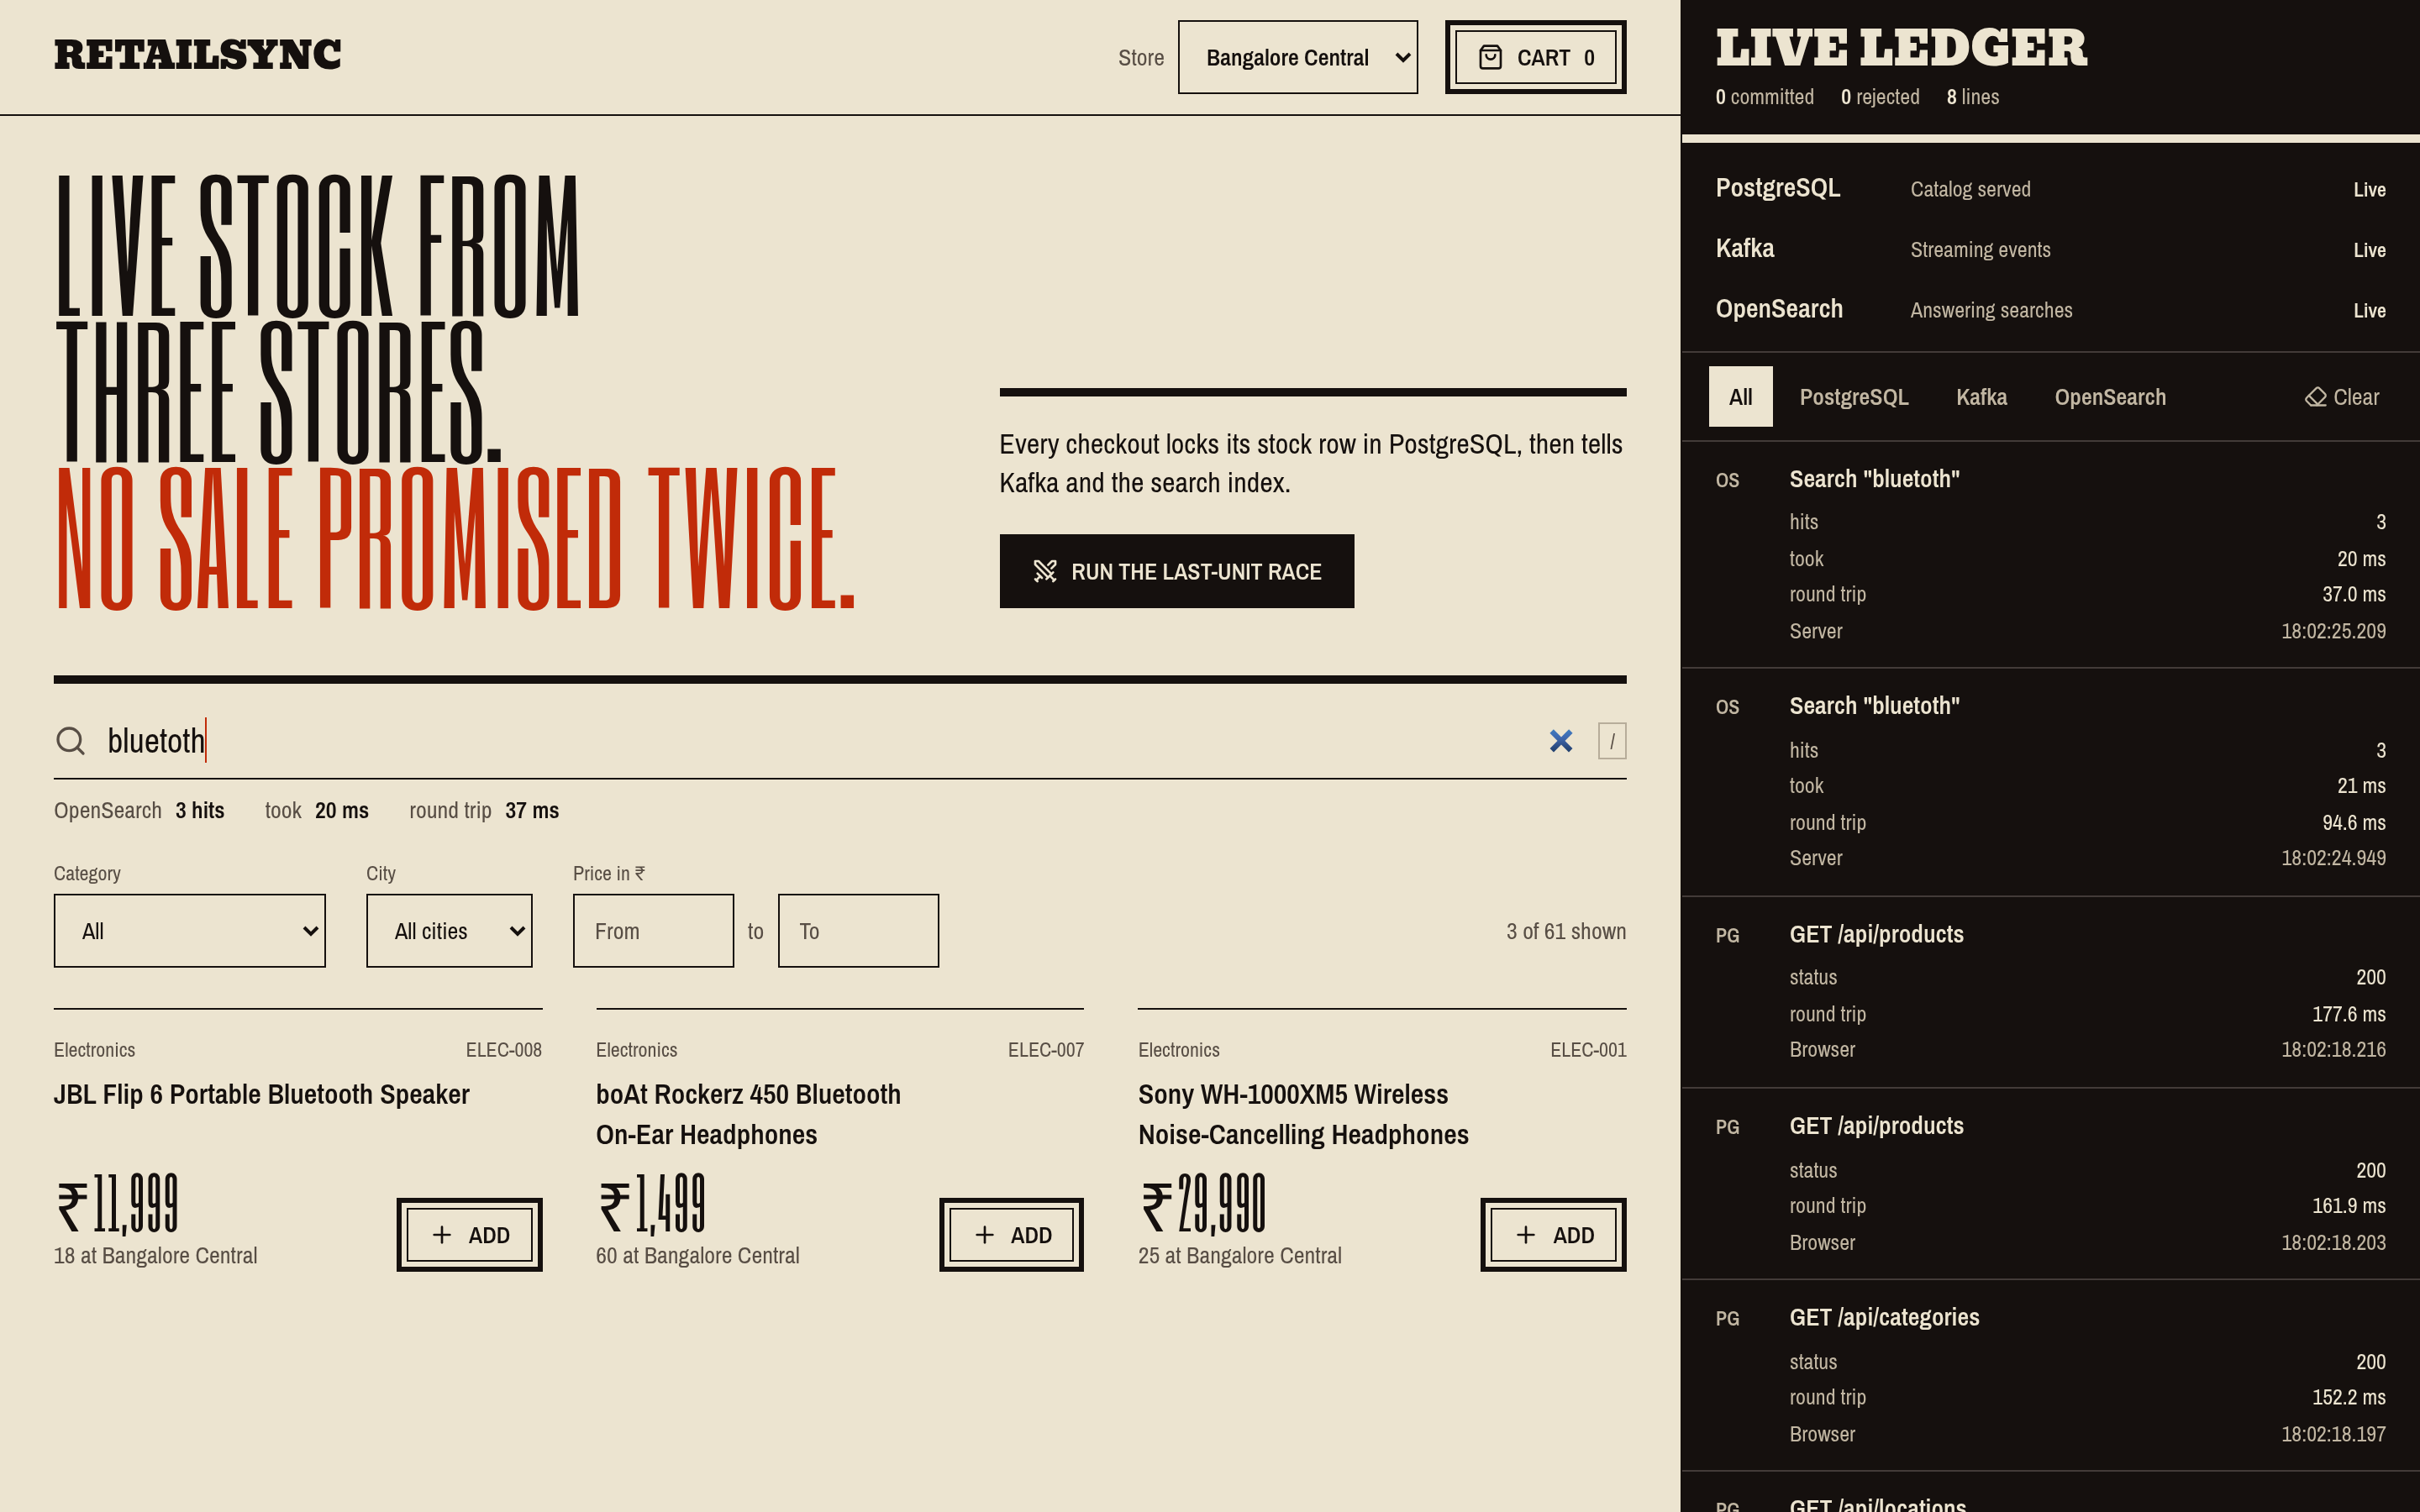 RETAILSYNC
Store Bangalore Central CART 0
LIVE STOCK FROM
THREE STORES.
NO SALE PROMISED TWICE.
Every checkout locks its stock row in PostgreSQL, then tells
Kafka and the search index.
RUN THE LAST-UNIT RACE
bluetoth /
OpenSearch 3 hits took 20 ms round trip 37 ms
Category City Price in ₹
All All cities From to To 3 of 61 shown
Electronics ELEC-008
JBL Flip 6 Portable Bluetooth Speaker
₹11,999
18 at Bangalore Central
+ ADD
Electronics ELEC-007
boAt Rockerz 450 Bluetooth
On-Ear Headphones
₹1,499
60 at Bangalore Central
+ ADD
Electronics ELEC-001
Sony WH-1000XM5 Wireless
Noise-Cancelling Headphones
₹29,990
25 at Bangalore Central
+ ADD
LIVE LEDGER
0 committed 0 rejected 8 lines
PostgreSQL Catalog served Live
Kafka Streaming events Live
OpenSearch Answering searches Live
All PostgreSQL Kafka OpenSearch Clear
OS Search "bluetoth"
hits 3
took 20 ms
round trip 37.0 ms
Server 18:02:25.209
OS Search "bluetoth"
hits 3
took 21 ms
round trip 94.6 ms
Server 18:02:24.949
PG GET /api/products
status 200
round trip 177.6 ms
Browser 18:02:18.216
PG GET /api/products
status 200
round trip 161.9 ms
Browser 18:02:18.203
PG GET /api/categories
status 200
round trip 152.2 ms
Browser 18:02:18.197
PG GET /api/locations